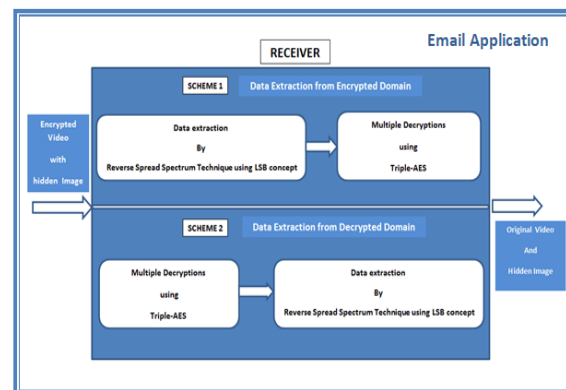 Email Application
RECEIVER
SCHEME 1
Data Extraction from Encrypted Domain
Encrypted
Video
with
hidden Image
Data extraction
By
Reverse Spread Spectrum Technique using LSB concept
Multiple Decryptions
using
Triple-AES
SCHEME 2
Data Extraction from Decrypted Domain
Multiple Decryptions
using
Triple-AES
Data extraction
By
Reverse Spread Spectrum Technique using LSB concept
Original Video
And
Hidden Image